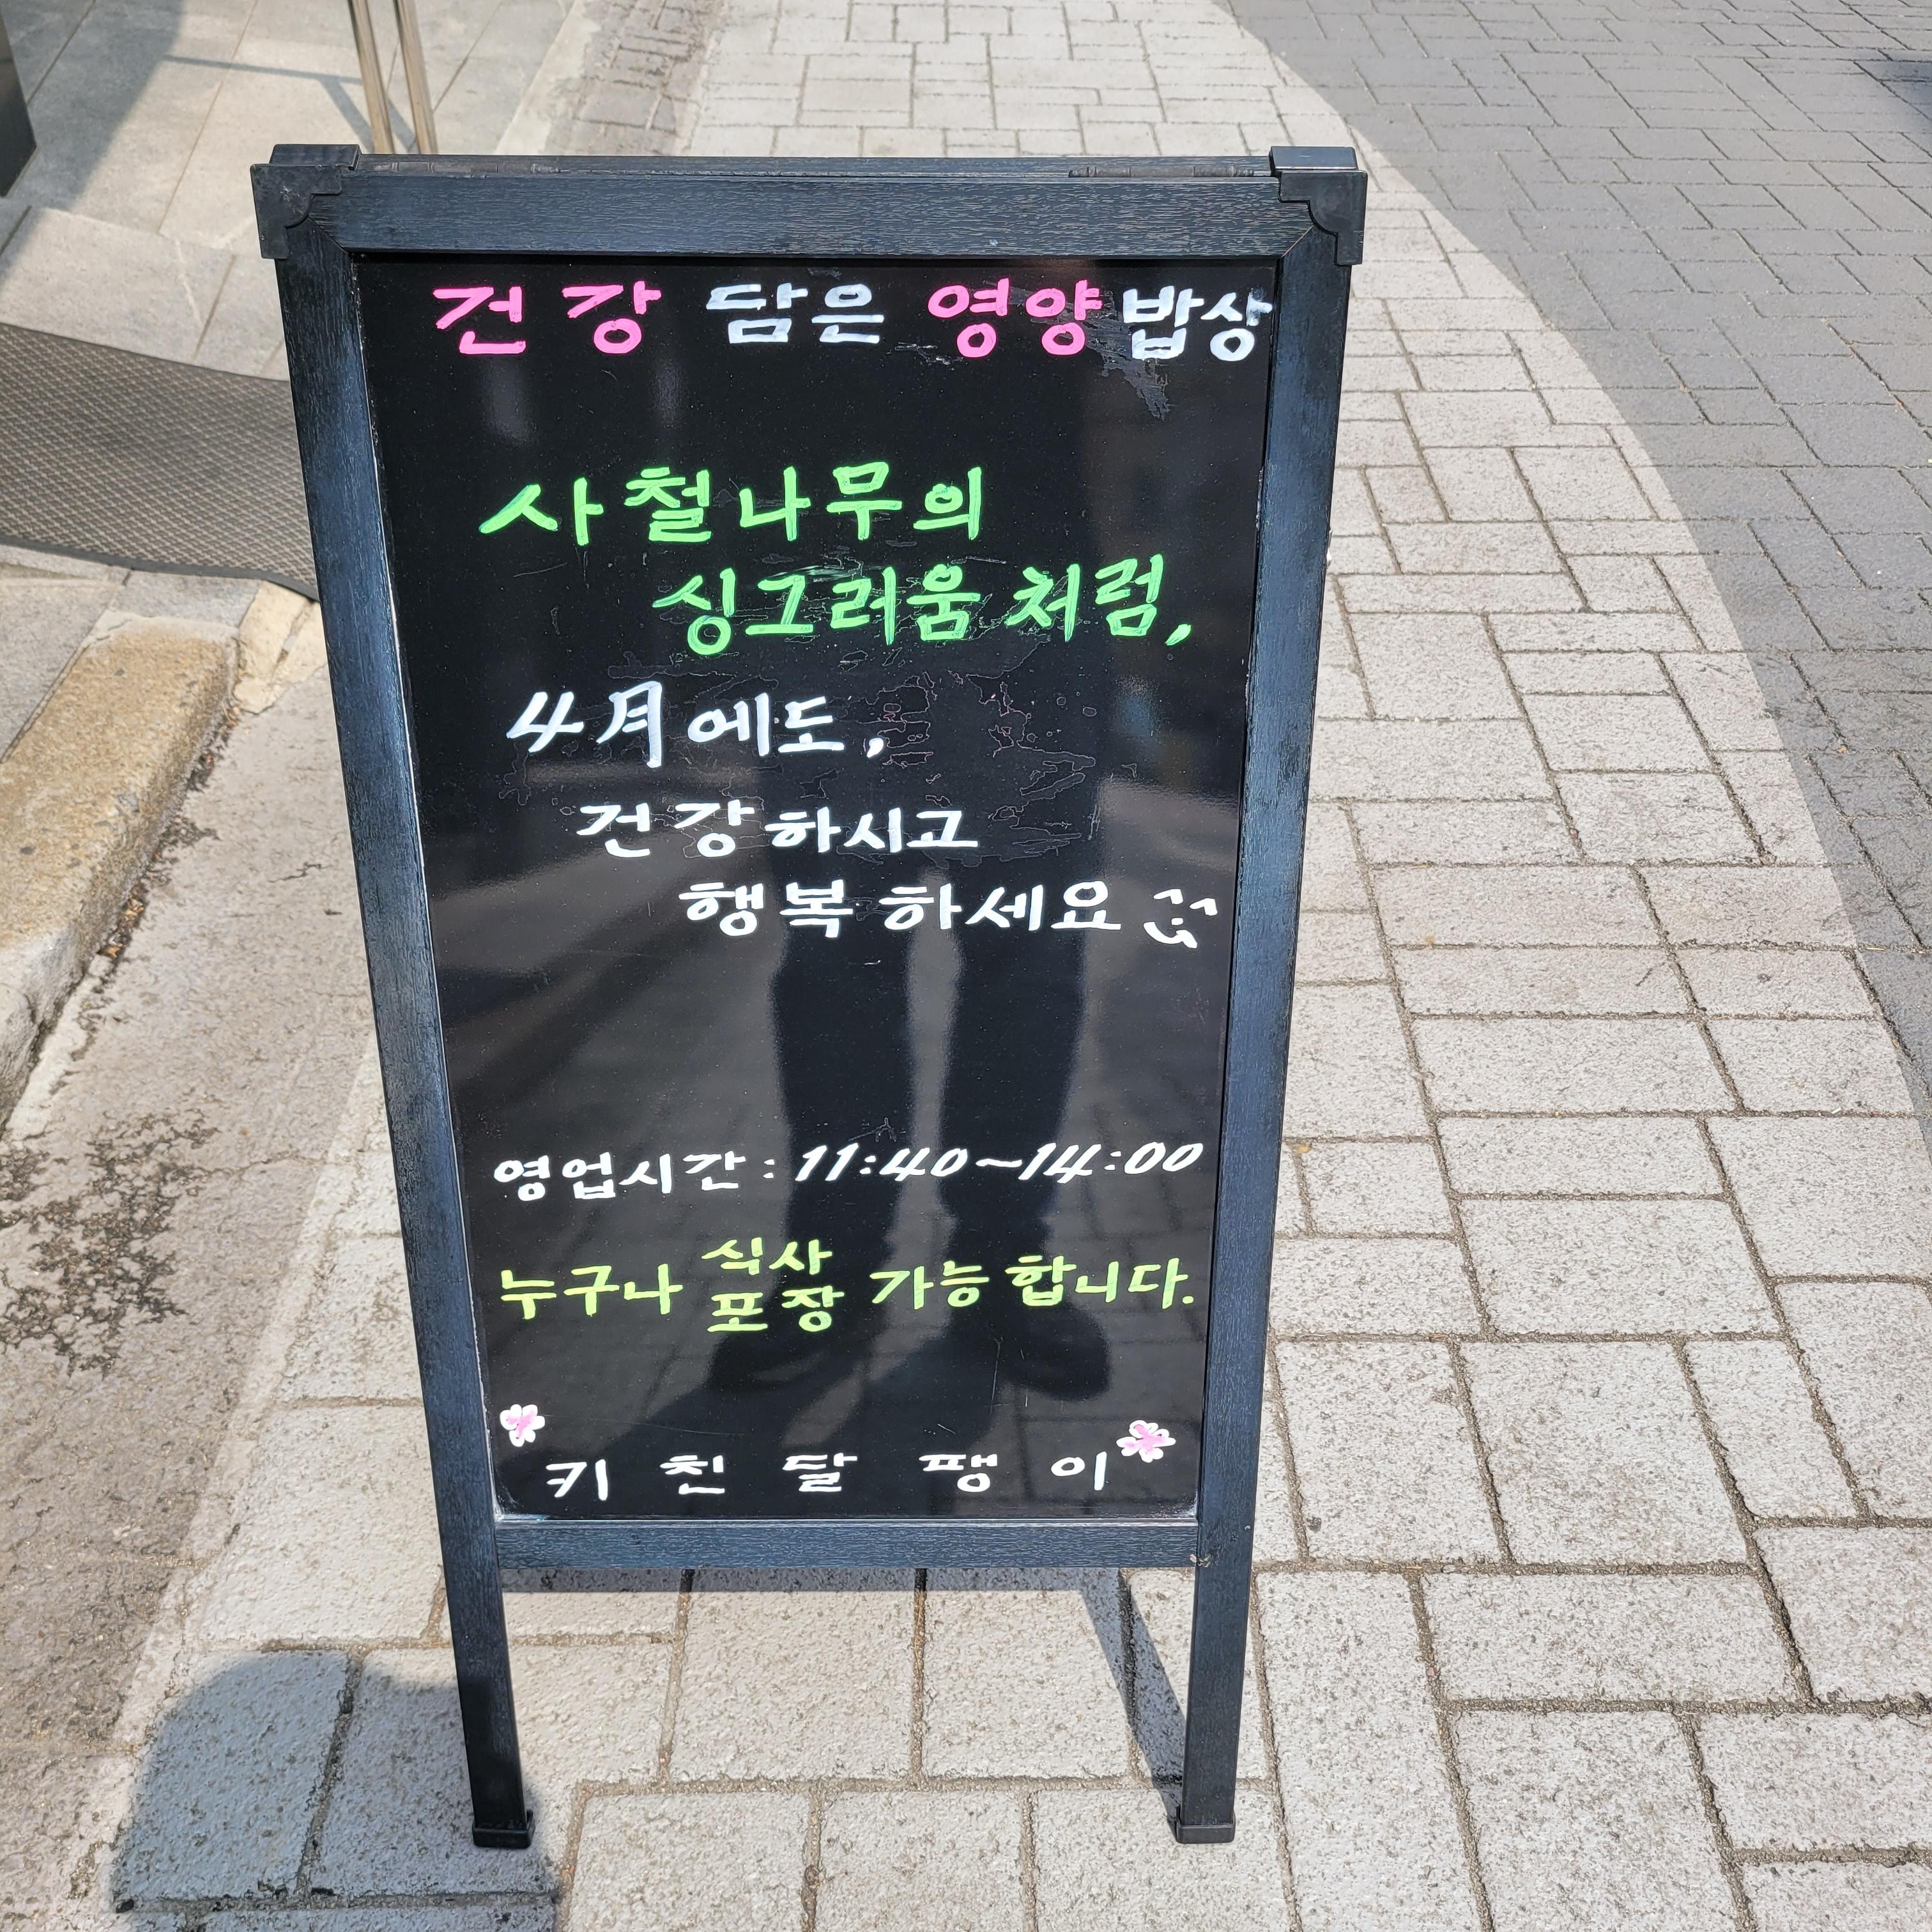 건강 담은 영양밥상
사철나무의
싱그러움처럼,
4月에도,
건강하시고
행복하세요
영업시간:11:40~14:00
누구나 식사 가능합니다.
포장
키친달팽이